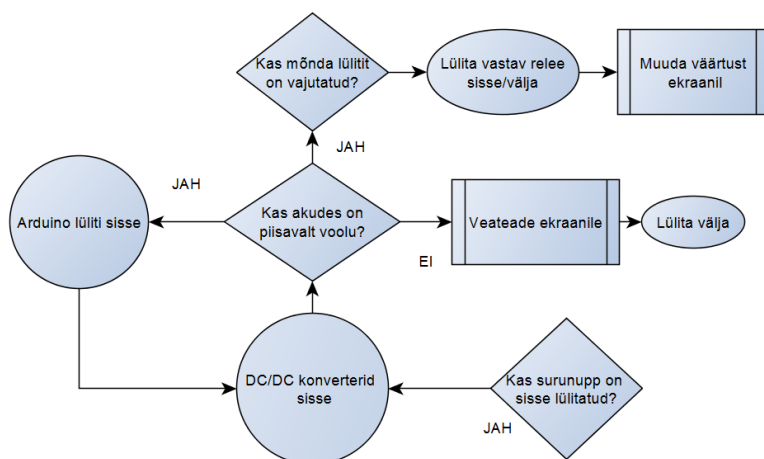 Kas mõnda lülitit
on vajutatud?
Lülita vastav relee
sisse/välja
Muuda väärtust
ekraanil
JAH
JAH
Arduino lüliti sisse
Kas akudes on
piisavalt voolu?
EI
Veateade ekraanile
Lülita välja
DC/DC konverterid
sisse
Kas surunupp on
sisse lülitatud?
JAH